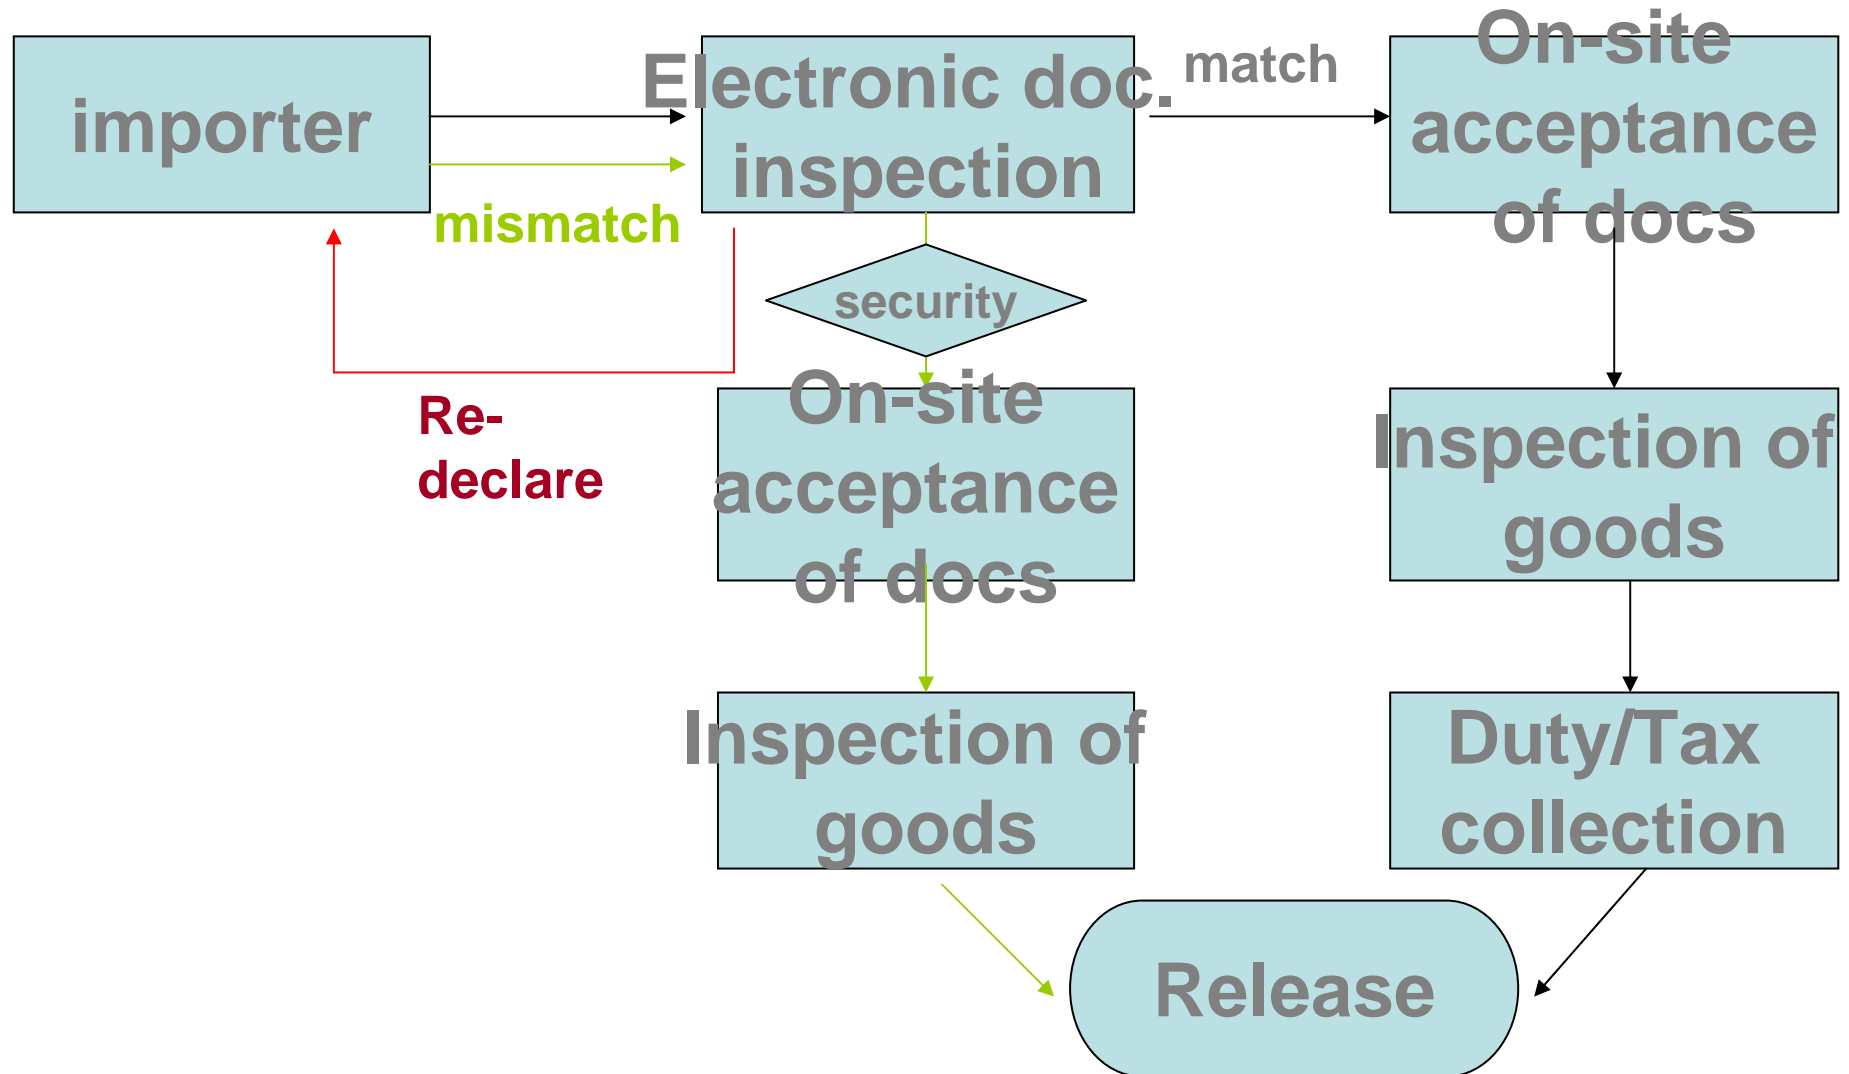 importer
Electronic doc.
inspection
match
On-site
acceptance
of docs
mismatch
security
Re-
declare
On-site
acceptance
of docs
Inspection of
goods
Inspection of
goods
Duty/Tax
collection
Release